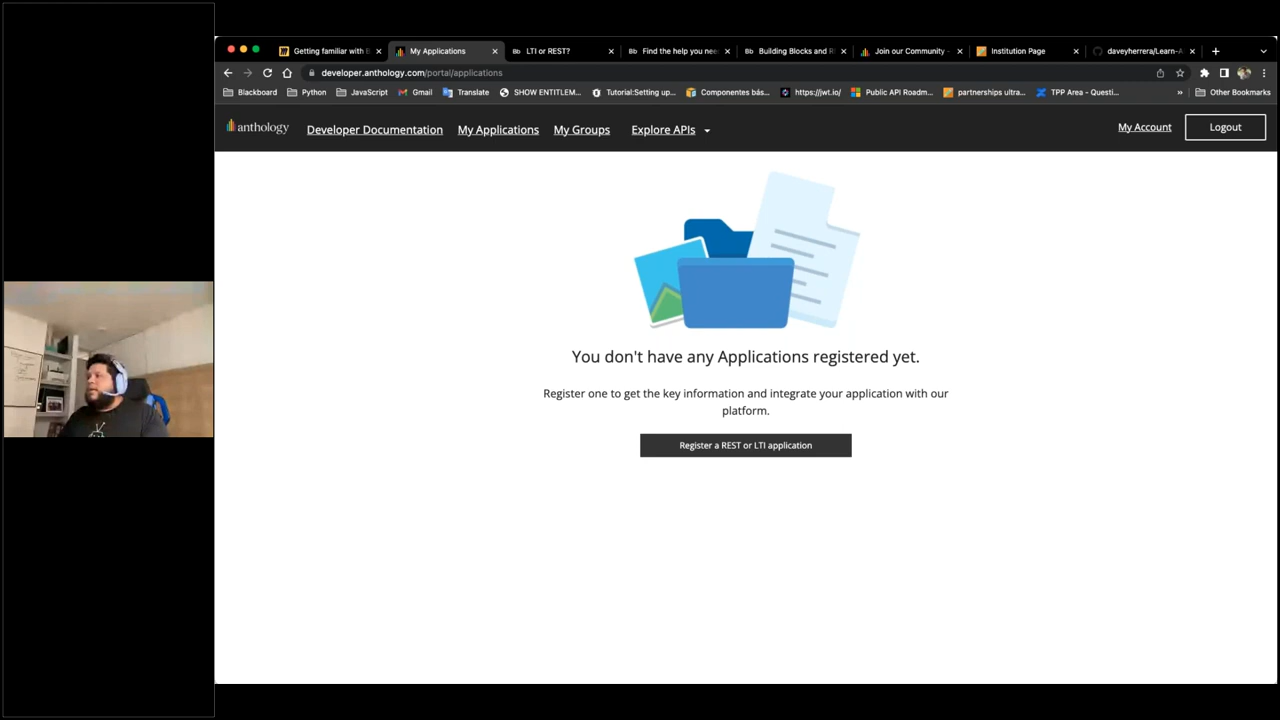 Getting familiar with B
My Applications
LTI or REST?
Find the help you nee
Building Blocks and R
Join our Community -
Institution Page
daveyherrera/Learn-A
developer.anthology.com/portal/applications
Blackboard
Python
JavaScript
Gmail
Translate
SHOW ENTITLEM...
Tutorial:Setting up...
Componentes bás...
https://jwt.io/
Public API Roadm...
partnerships ultra...
TPP Area - Questi...
»
Other Bookmarks
anthology
Developer Documentation
My Applications
My Groups
Explore APIs
My Account
Logout
You don't have any Applications registered yet.
Register one to get the key information and integrate your application with our
platform.
Register a REST or LTI application